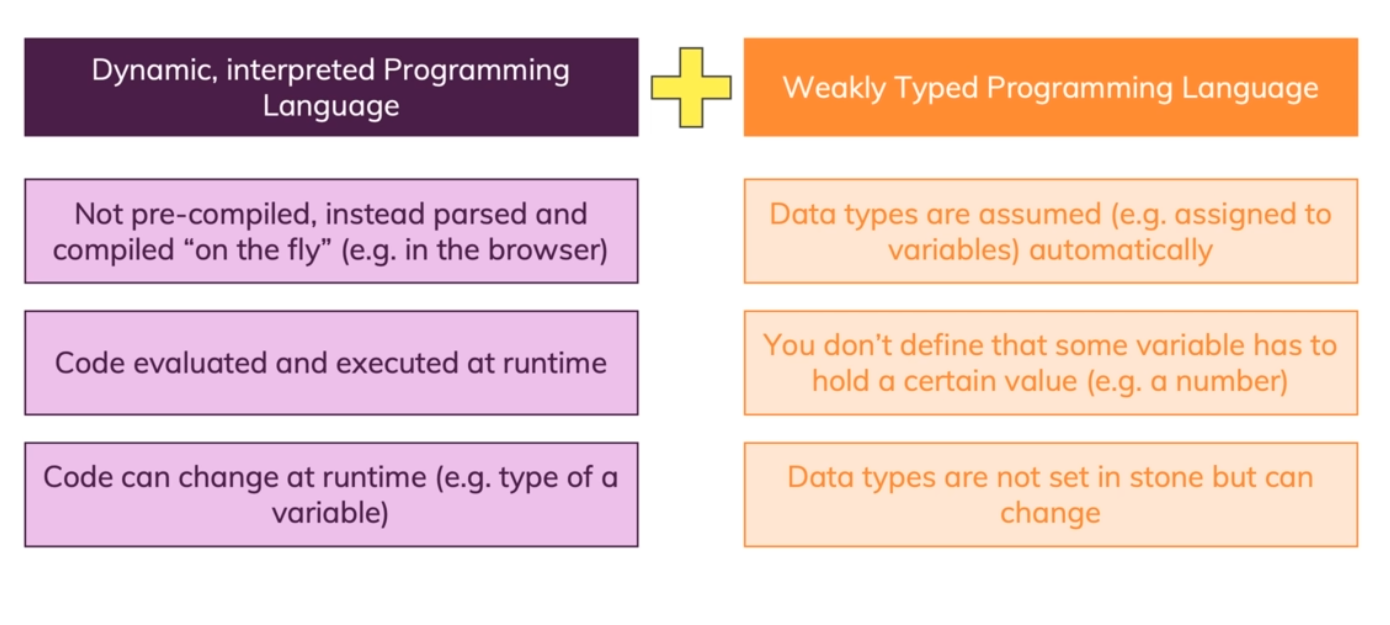 Dynamic, interpreted Programming
Language
Weakly Typed Programming Language
Not pre-compiled, instead parsed and
compiled “on the fly” (e.g. in the browser)
Data types are assumed (e.g. assigned to
variables) automatically
Code evaluated and executed at runtime
You don’t define that some variable has to
hold a certain value (e.g. a number)
Code can change at runtime (e.g. type of a
variable)
Data types are not set in stone but can
change